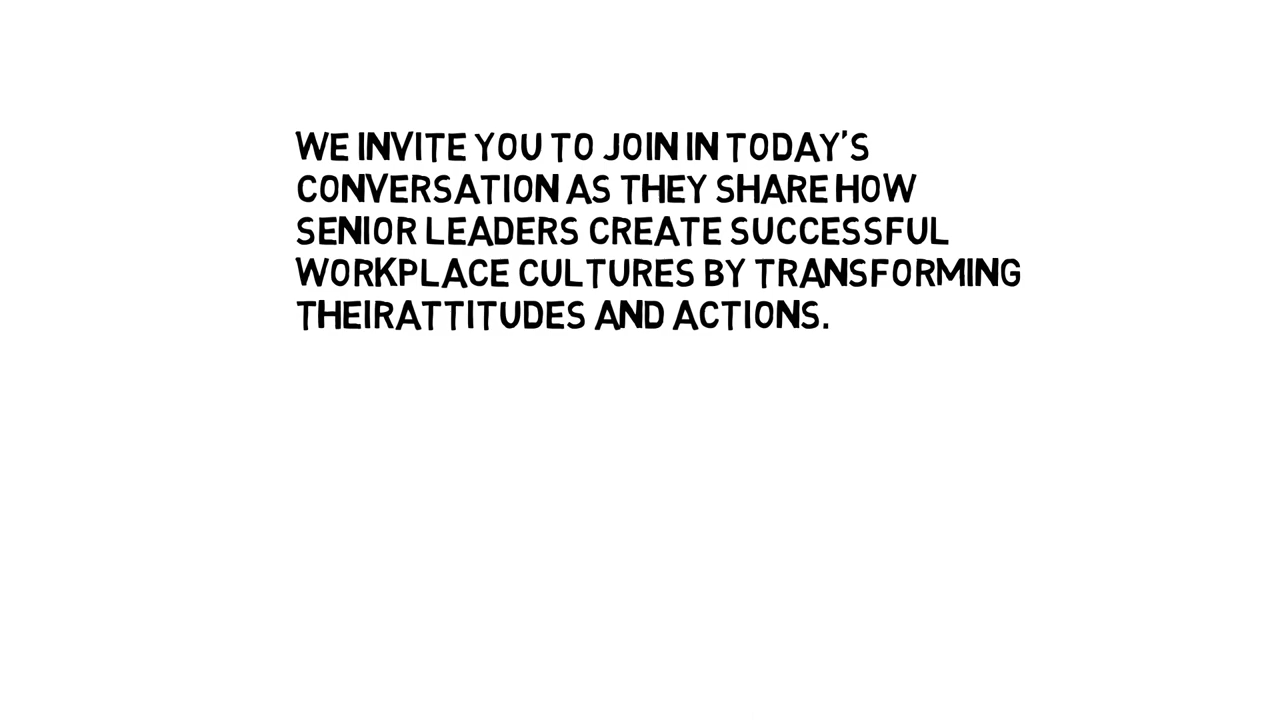 WE INVITE YOU TO JOIN IN TODAY'S
CONVERSATION AS THEY SHARE HOW
SENIOR LEADERS CREATE SUCCESSFUL
WORKPLACE CULTURES BY TRANSFORMING
THEIRATTITUDES AND ACTIONS.